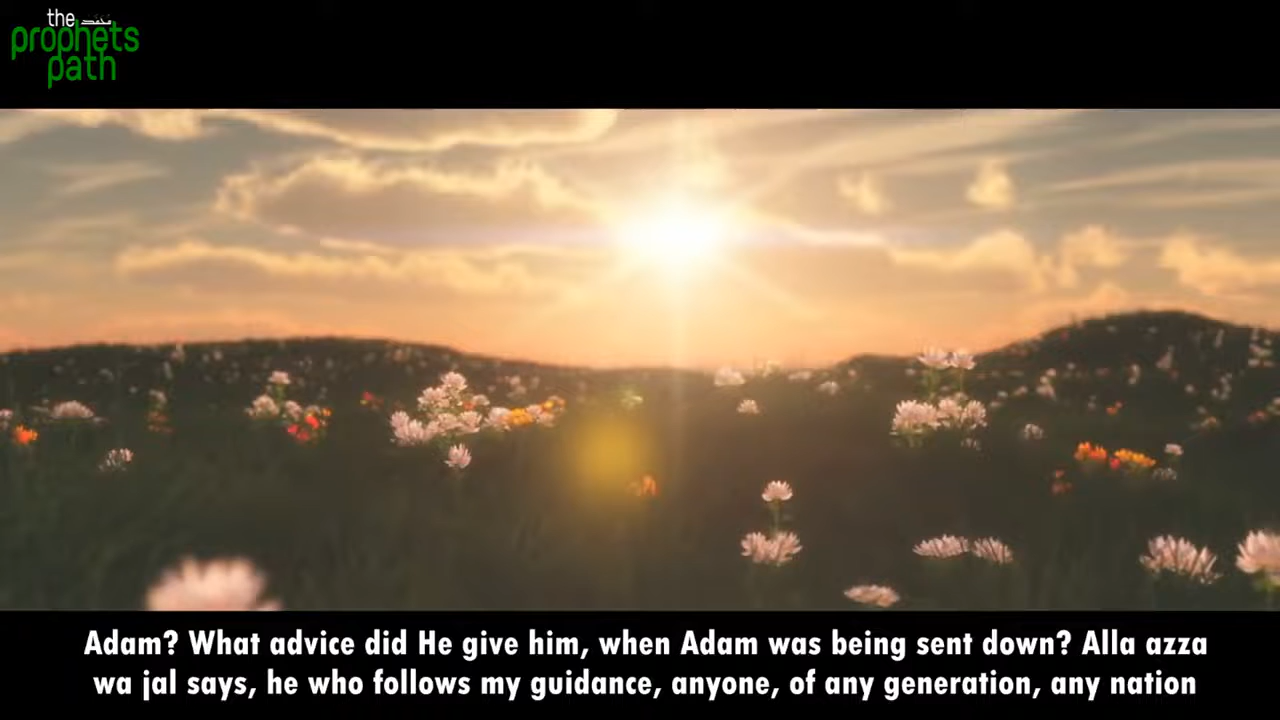 the محمد
prophets
path
Adam? What advice did He give him, when Adam was being sent down? Alla azza
wa jal says, he who follows my guidance, anyone, of any generation, any nation